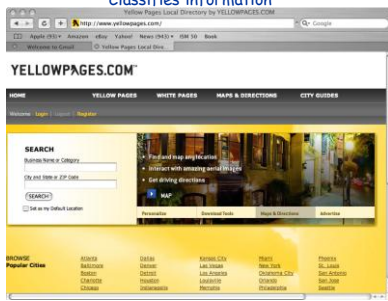 Classifies information
Yellow Pages Local Directory by YELLOWPAGES.COM
http://www.yellowpages.com/
Google
Apple (93) Amazon eBay Yahoo! News (943) ISM 50 Book
Welcome to Gmail Yellow Pages Local Dire...
YELLOWPAGES.COM
HOME YELLOW PAGES WHITE PAGES MAPS & DIRECTIONS CITY GUIDES
Welcome Login | Logout | Register
SEARCH
Business Name or Category
City and State or ZIP Code
SEARCH
Set as my Default Location
Find and map any location
Interact with amazing aerial images
Get driving directions
MAP
Personalize Download Tools Maps & Directions Advertise
BROWSE
Popular Cities
Atlanta Dallas Kansas City Miami Phoenix
Baltimore Denver Las Vegas New York St. Louis
Boston Detroit Los Angeles Oklahoma City San Antonio
Charlotte Houston Louisville Orlando San Jose
Chicago Indianapolis Memphis Philadelphia Seattle